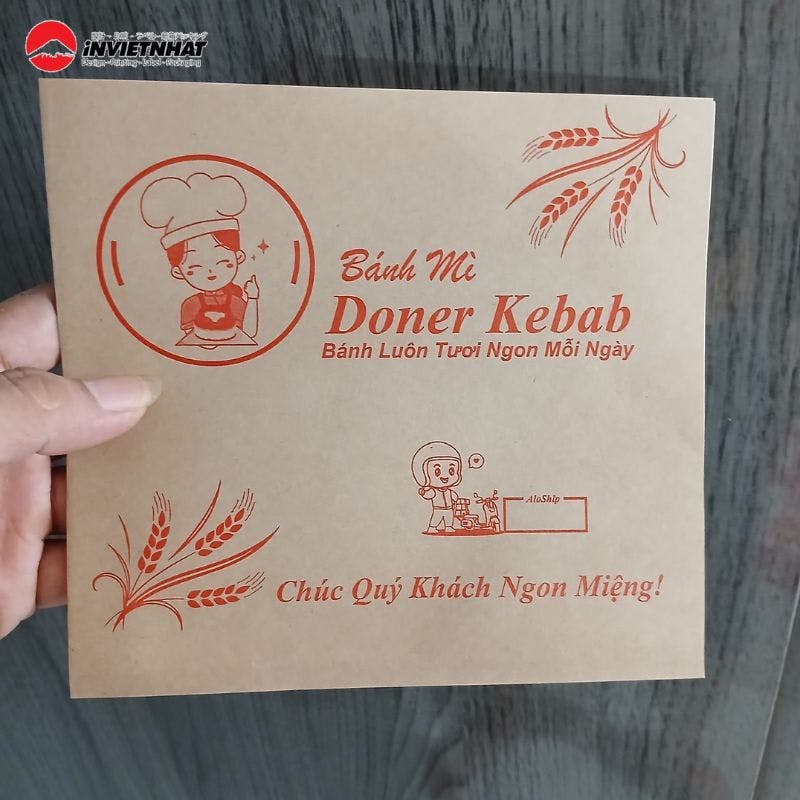 iNVIETNHAT
Design - Printing - Label - Packaging
Bánh Mì
Doner Kebab
Bánh Luôn Tươi Ngon Mỗi Ngày
AloShip
Chúc Quý Khách Ngon Miệng!